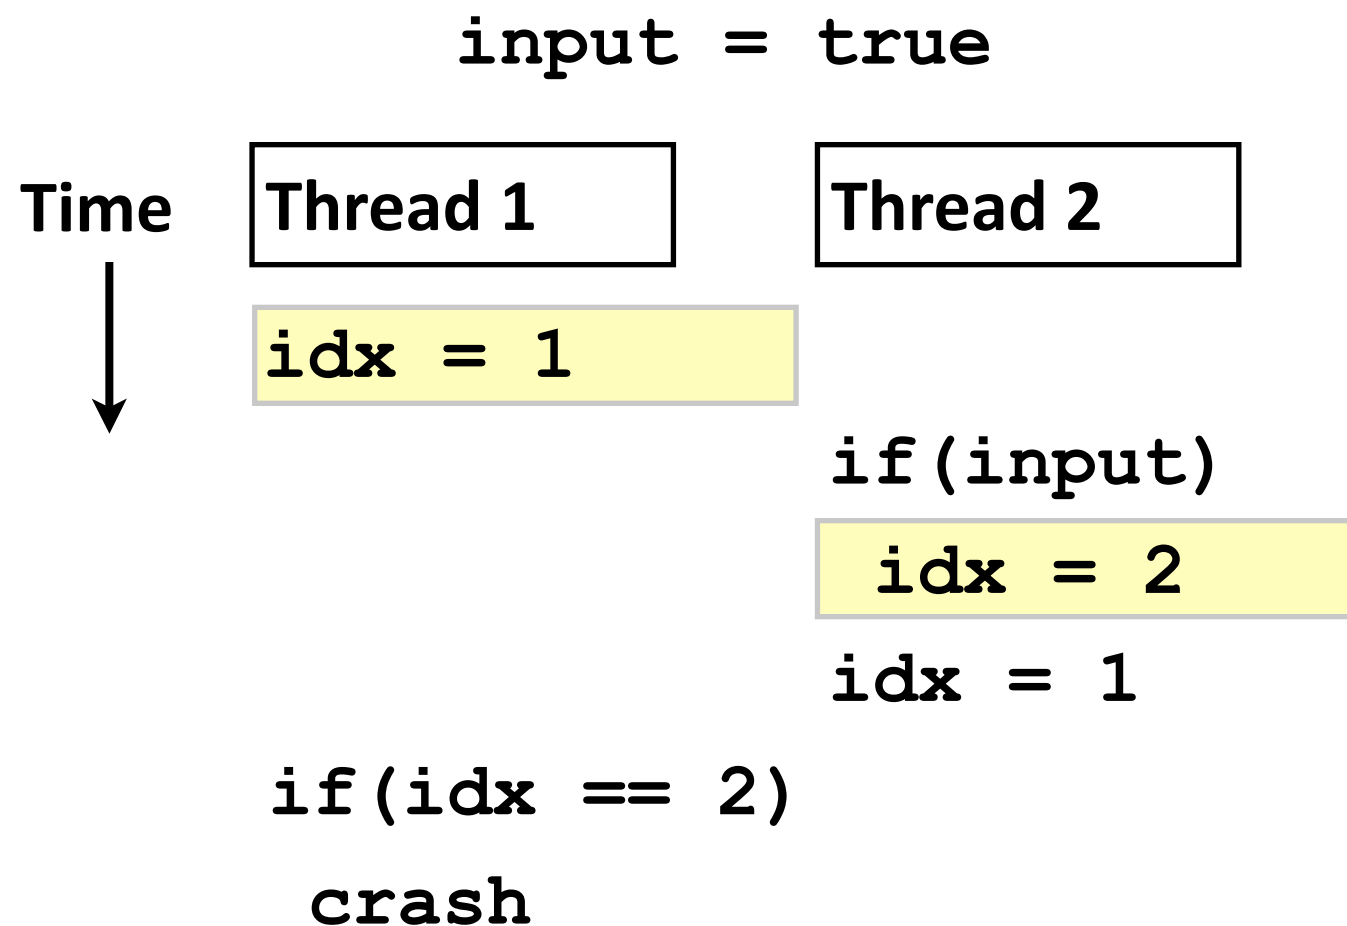 input = true
Time
Thread 1
Thread 2
idx = 1
if(input)
idx = 2
idx = 1
if(idx == 2)
crash